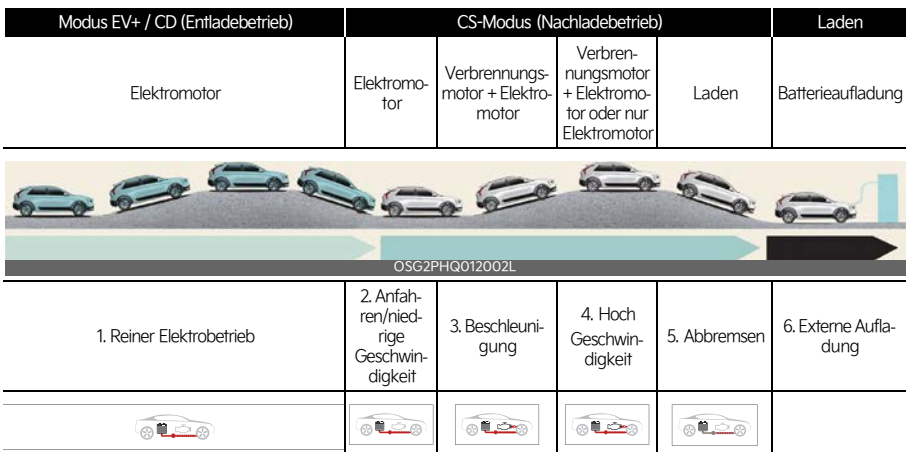 Modus EV+ / CD (Entladebetrieb)
CS-Modus (Nachladebetrieb)
Laden
Elektromotor
Elektromo-
tor
Verbrennungs-
motor + Elektro-
motor
Verbren-
nungsmotor
+ Elektromo-
tor oder nur
Elektromotor
Laden
Batterieaufladung
OSG2PHQ012002L
1. Reiner Elektrobetrieb
2. Anfah-
ren/nied-
rige
Geschwin-
digkeit
3. Beschleuni-
gung
4. Hoch
Geschwin-
digkeit
5. Abbremsen
6. Externe Aufla-
dung